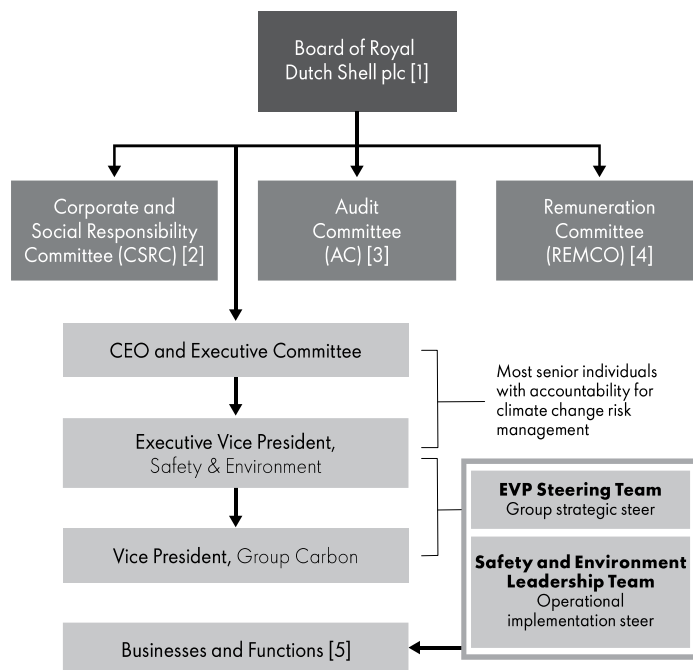 Board of Royal
Dutch Shell plc [1]
Corporate and
Social Responsibility
Committee (CSRC) [2]
Audit
Committee
(AC) [3]
Remuneration
Committee
(REMCO) [4]
CEO and Executive Committee
Most senior individuals
with accountability for
climate change risk
management
Executive Vice President,
Safety & Environment
EVP Steering Team
Group strategic steer
Vice President, Group Carbon
Safety and Environment
Leadership Team
Operational
implementation steer
Businesses and Functions [5]